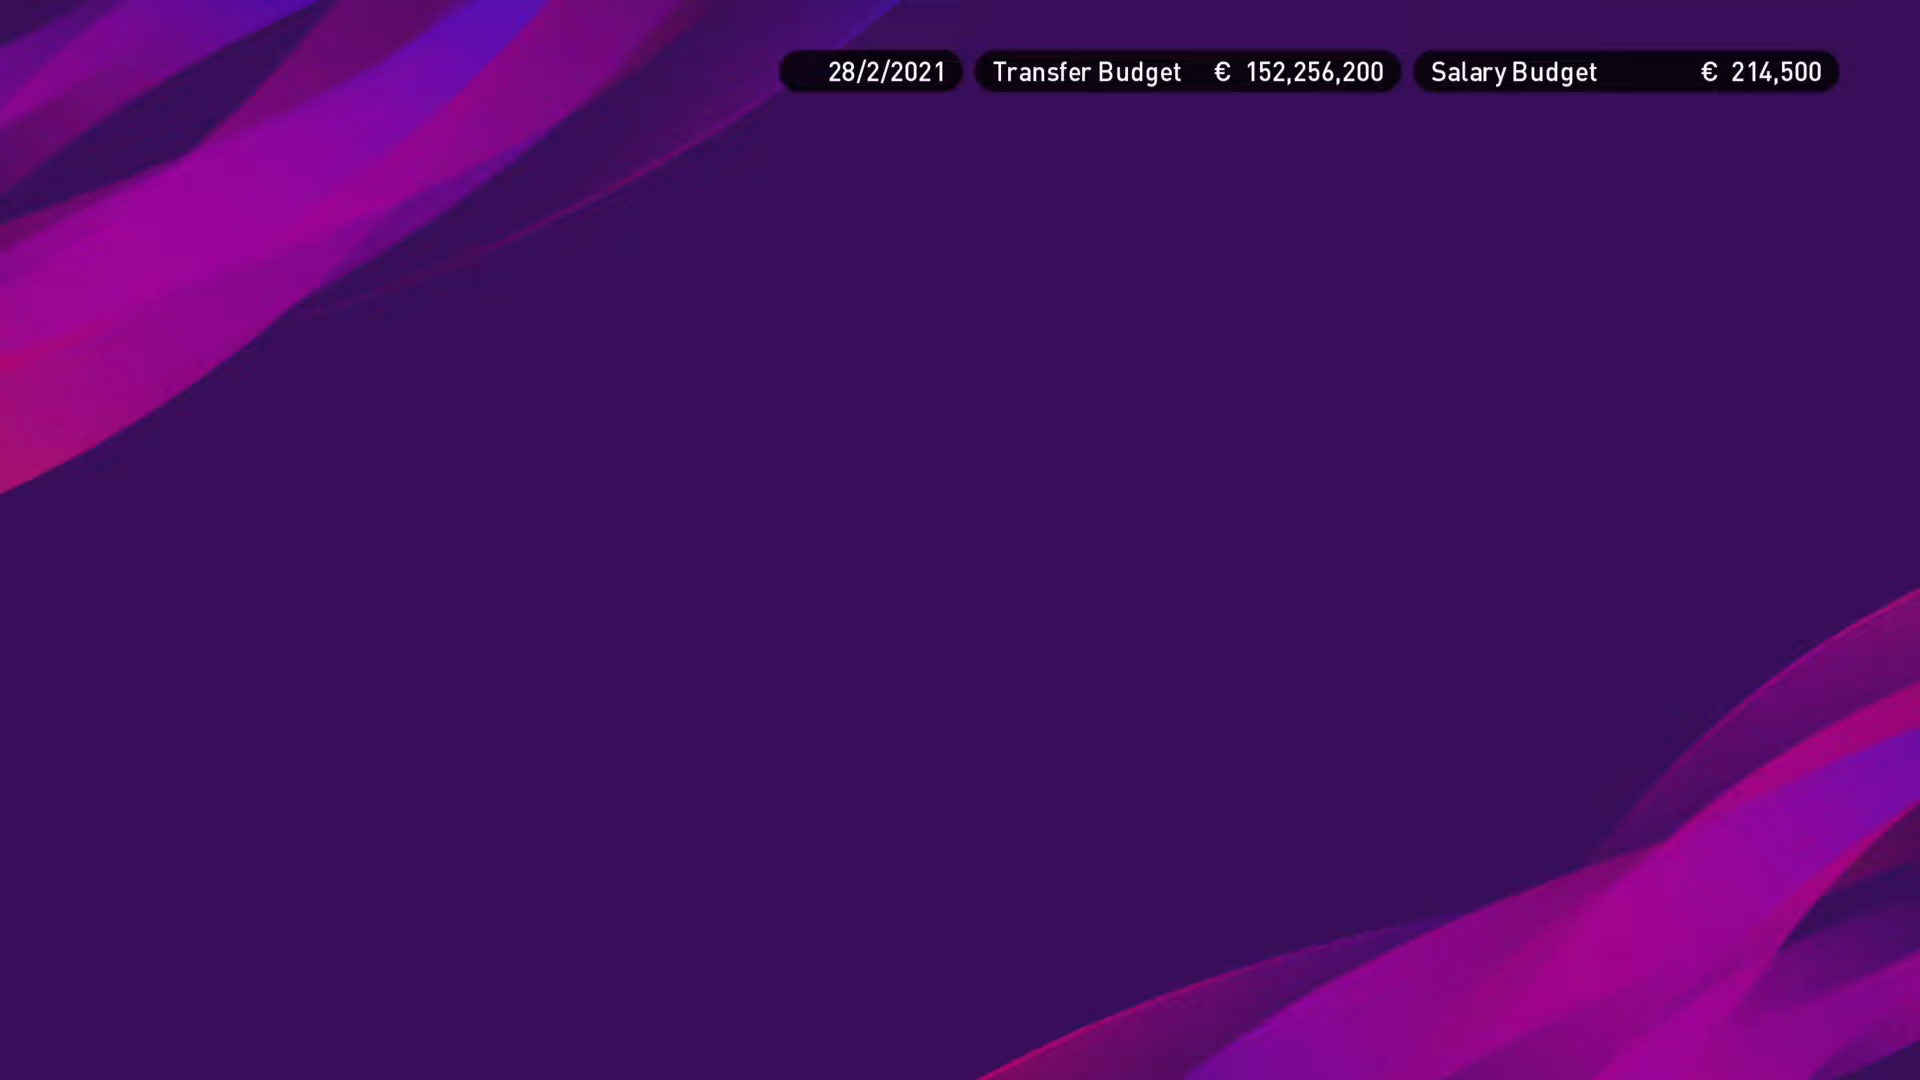 28/2/2021 Transfer Budget € 152,256,200 Salary Budget € 214,500